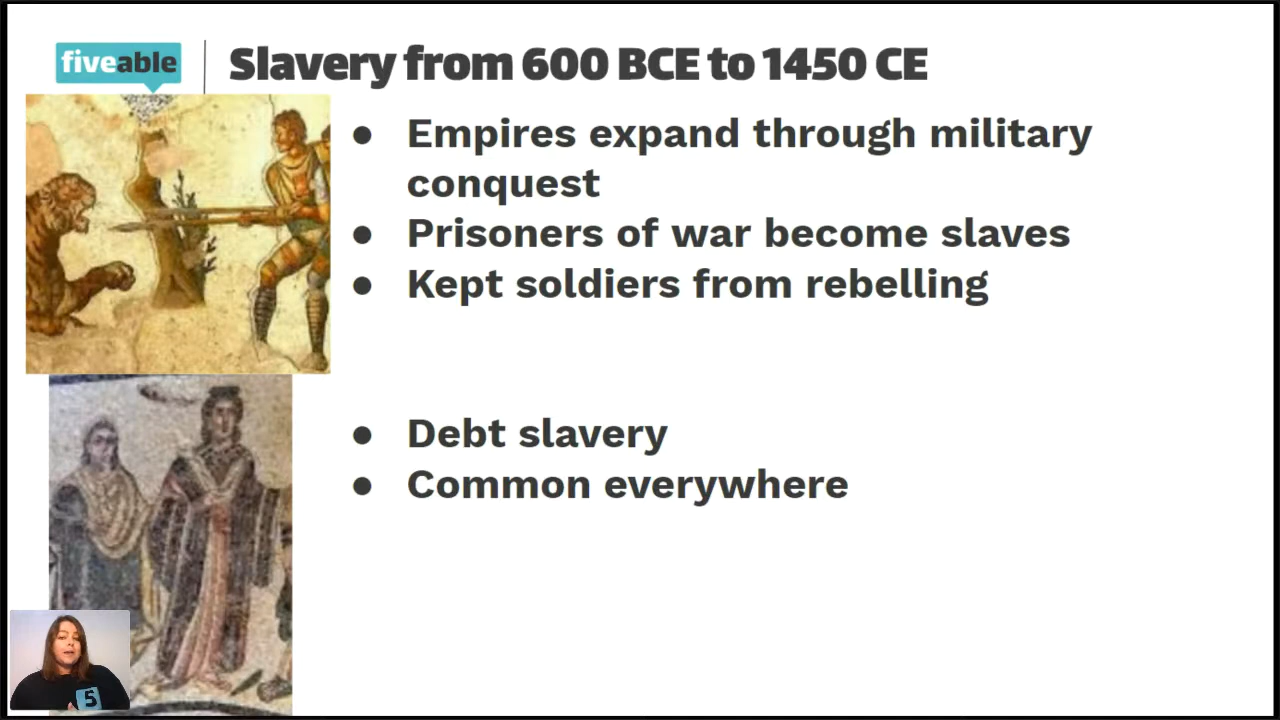 fiveable
Slavery from 600 BCE to 1450 CE
● Empires expand through military
conquest
● Prisoners of war become slaves
● Kept soldiers from rebelling
● Debt slavery
● Common everywhere
5